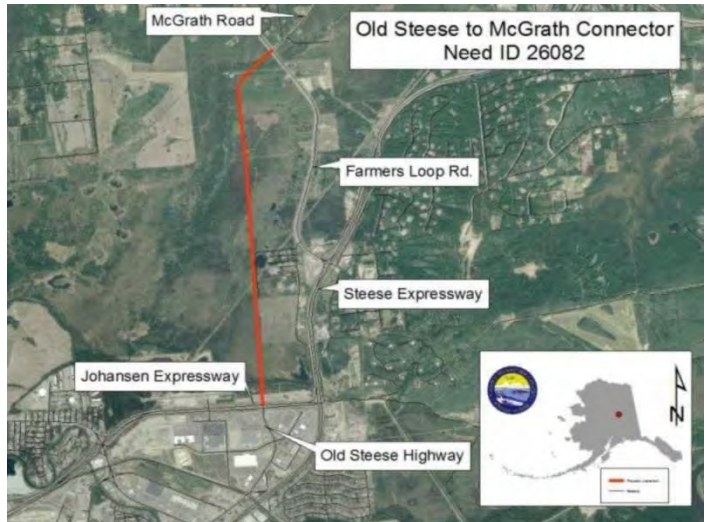 McGrath Road
Old Steese to McGrath Connector
Need ID 26082
Farmers Loop Rd.
Steese Expressway
Johansen Expressway
Old Steese Highway